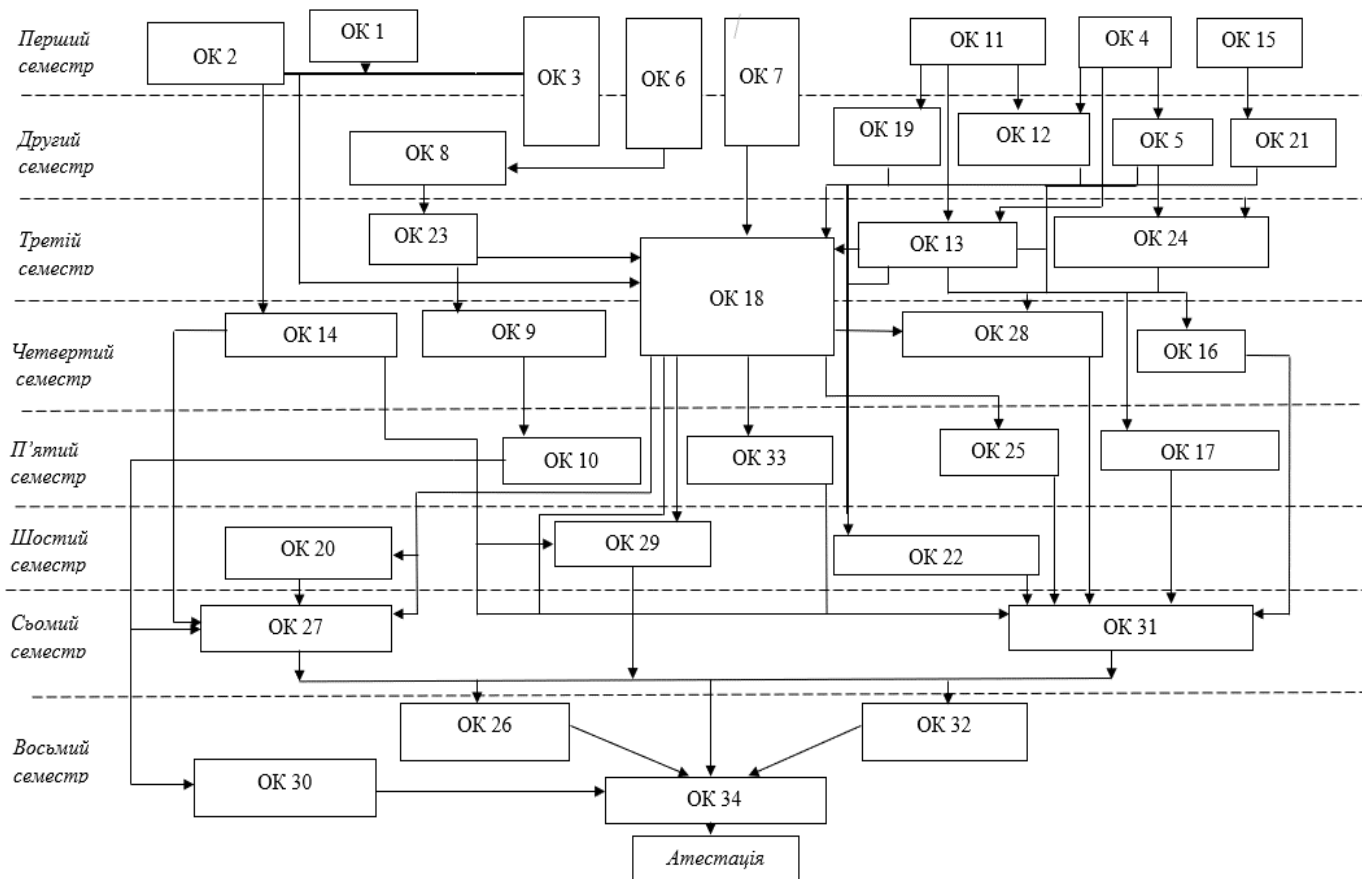 Перший
семестр
ОК 2
ОК 1
ОК 3
ОК 6
ОК 7
ОК 11
ОК 4
ОК 15
Другий
семестр
ОК 8
ОК 19
ОК 12
ОК 5
ОК 21
Третій
семестр
ОК 23
ОК 18
ОК 13
ОК 24
Четвертий
семестр
ОК 14
ОК 9
ОК 28
ОК 16
П’ятий
семестр
ОК 10
ОК 33
ОК 25
ОК 17
Шостий
семестр
ОК 20
ОК 29
ОК 22
Сьомий
семестр
ОК 27
ОК 31
Восьмий
семестр
ОК 26
ОК 32
ОК 30
ОК 34
Атестація